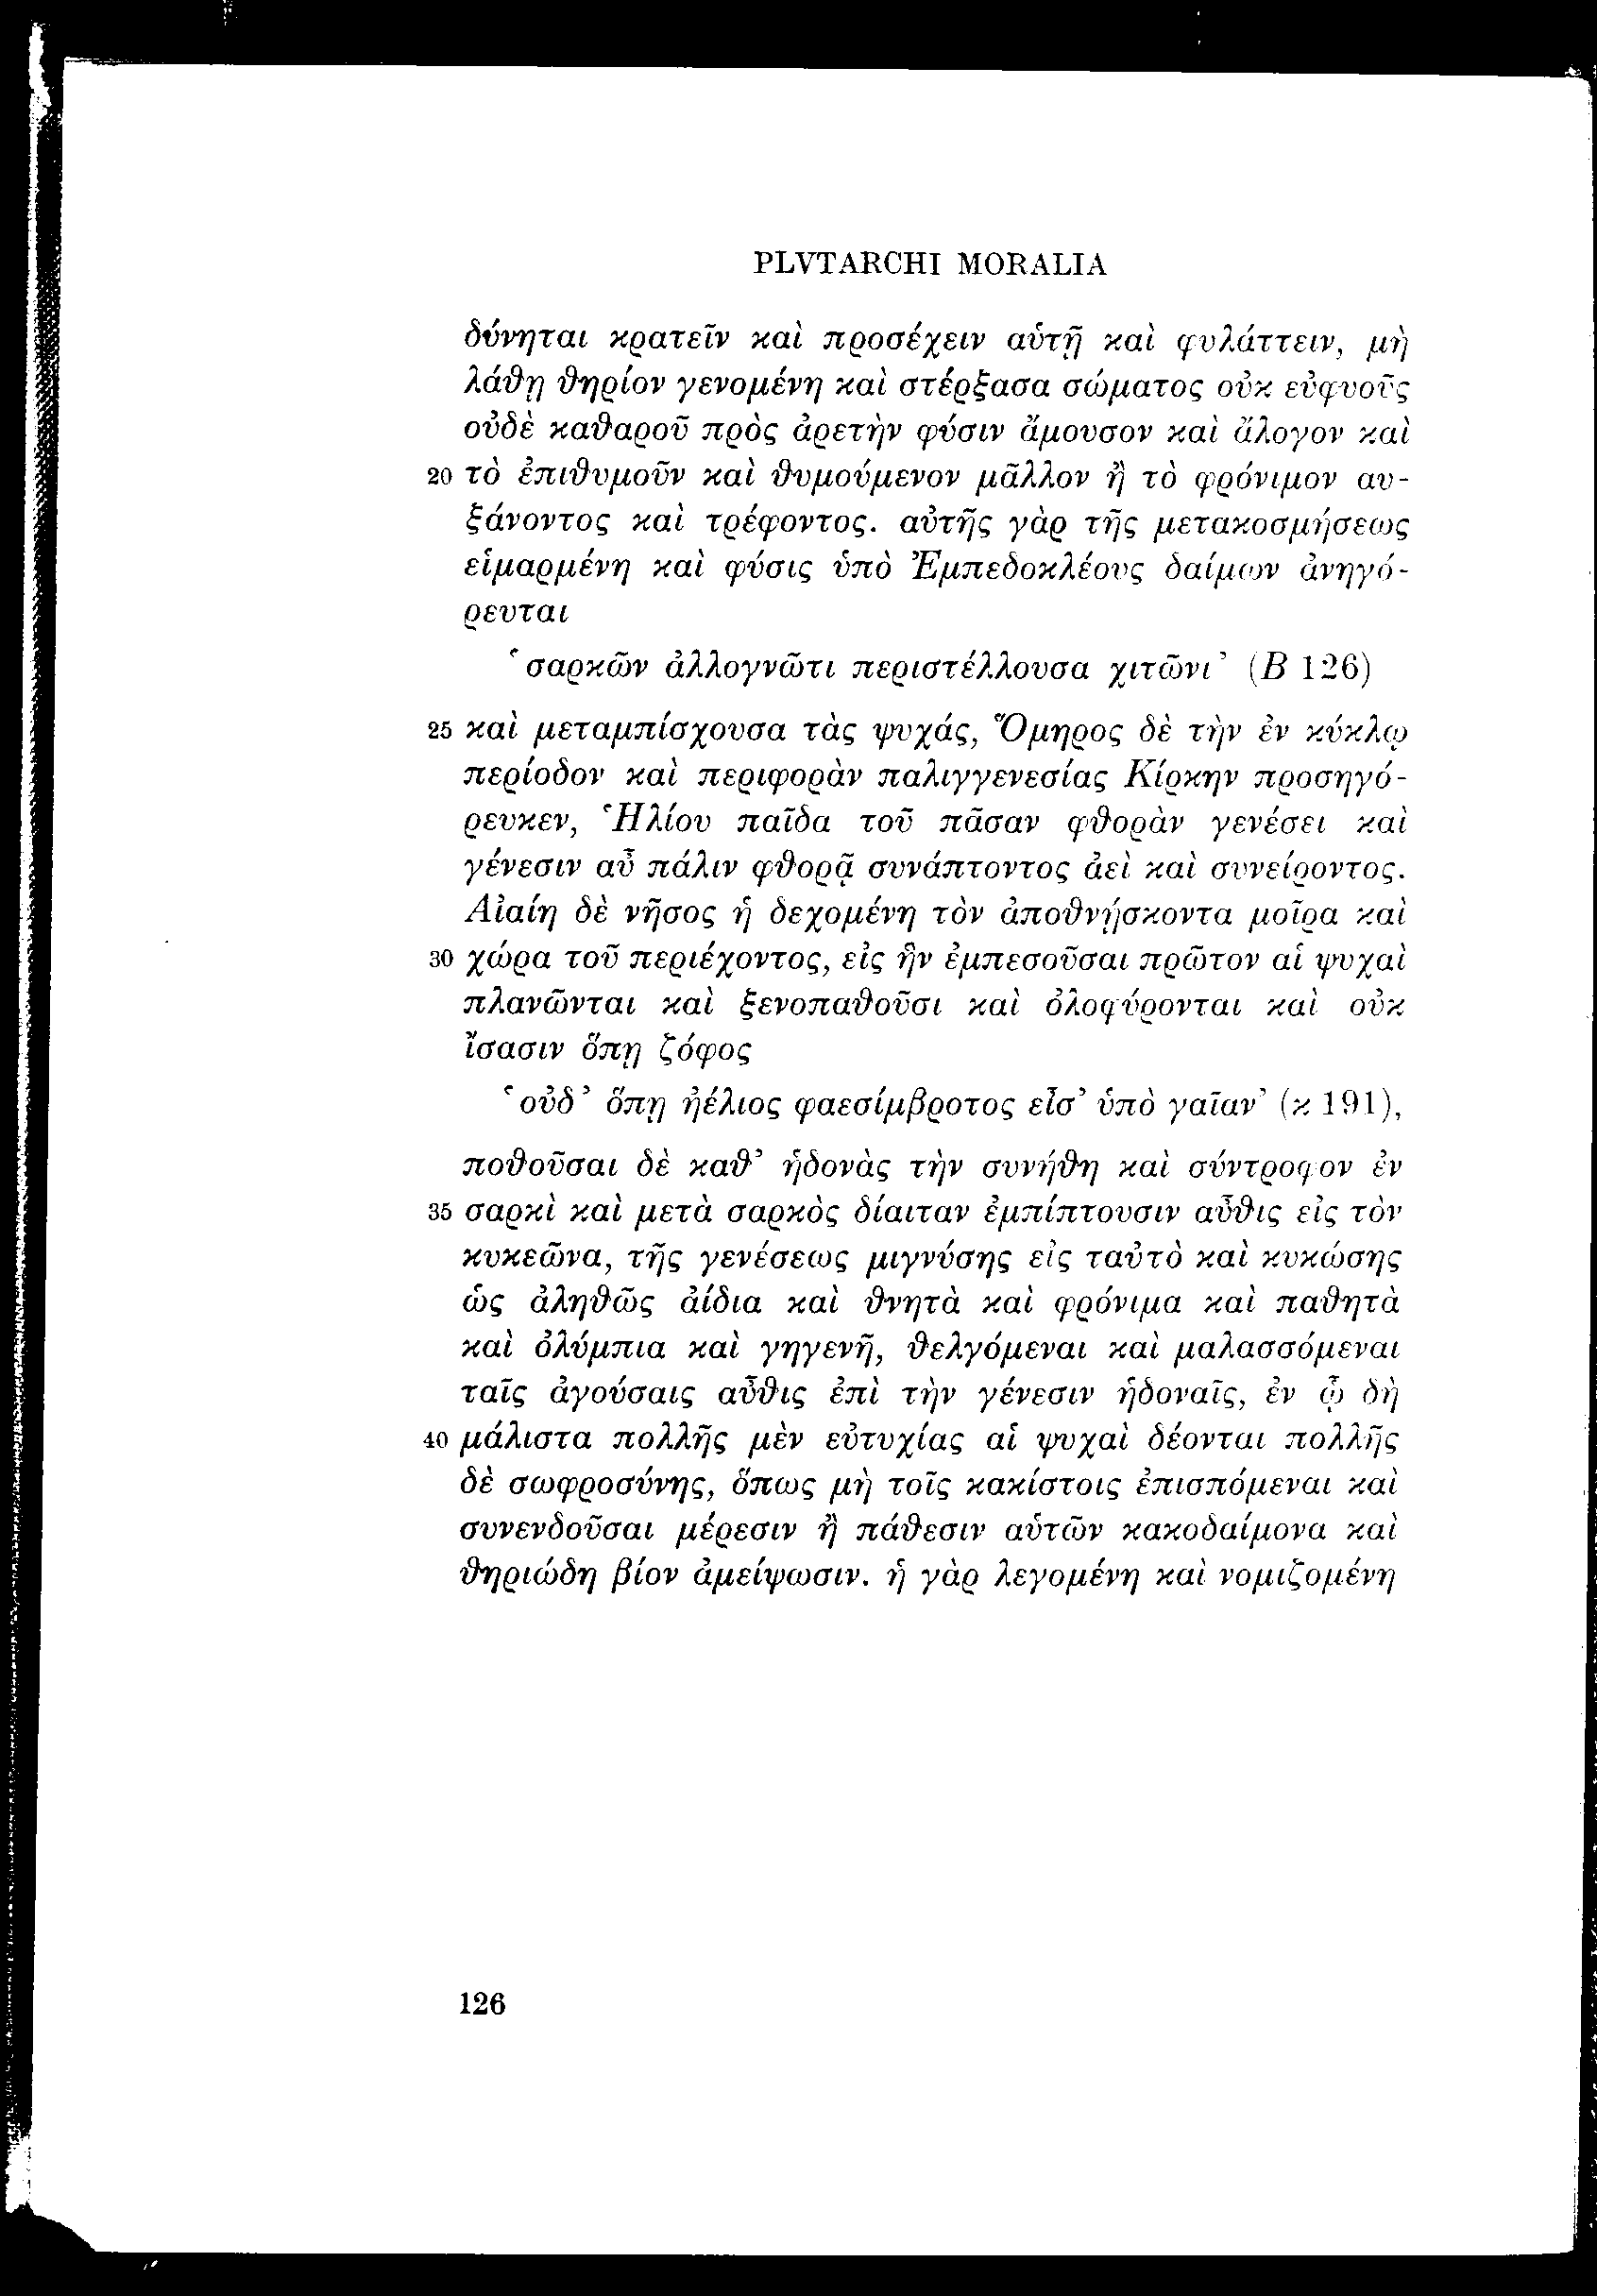 PLVTARCHI MORALIA
δύνηται κρατεῖν καὶ προσέχειν αὑτῇ καὶ φυλάττειν, μὴ
λάθῃ θηρίον γενομένη καὶ στέρξασα σώματος οὐκ εὐφυοῦς
οὐδὲ καθαροῦ πρὸς ἀρετὴν φύσιν ἄμουσον καὶ ἄλογον καὶ
20 τὸ ἐπιθυμοῦν καὶ θυμούμενον μᾶλλον ἢ τὸ φρόνιμον αυ-
ξάνοντος καὶ τρέφοντος. αὐτῆς γὰρ τῆς μετακοσμήσεως
εἱμαρμένη καὶ φύσις ὑπὸ Ἐμπεδοκλέους δαίμων ἀνηγό-
ρευται
‘σαρκῶν ἀλλογνῶτι περιστέλλουσα χιτῶνι’ (B 126)
25 καὶ μεταμπίσχουσα τὰς ψυχάς, Ὅμηρος δὲ τὴν ἐν κύκλῳ
περίοδον καὶ περιφορὰν παλιγγενεσίας Κίρκην προσηγό-
ρευκεν, Ἡλίου παῖδα τοῦ πᾶσαν φθορὰν γενέσει καὶ
γένεσιν αὖ πάλιν φθορᾷ συνάπτοντος ἀεὶ καὶ συνείροντος.
Αἰαίη δὲ νῆσος ἡ δεχομένη τὸν ἀποθνήσκοντα μοῖρα καὶ
30 χώρα τοῦ περιέχοντος, εἰς ἣν ἐμπεσοῦσαι πρῶτον αἱ ψυχαὶ
πλανῶνται καὶ ξενοπαθοῦσι καὶ ὀλοφύρονται καὶ οὐκ
ἴσασιν ὅπῃ ζόφος
‘οὐδ’ ὅπῃ ἠέλιος φαεσίμβροτος εἶσ’ ὑπὸ γαῖαν’ (κ 191),
ποθοῦσαι δὲ καθ’ ἡδονὰς τὴν συνήθη καὶ σύντροφον ἐν
35 σαρκὶ καὶ μετὰ σαρκὸς δίαιταν ἐμπίπτουσιν αὖθις εἰς τὸν
κυκεῶνα, τῆς γενέσεως μιγνύσης εἰς ταὐτὸ καὶ κυκώσης
ὡς ἀληθῶς ἀίδια καὶ θνητὰ καὶ φρόνιμα καὶ παθητὰ
καὶ ὀλύμπια καὶ γηγενῆ, θελγόμεναι καὶ μαλασσόμεναι
ταῖς ἀγούσαις αὖθις ἐπὶ τὴν γένεσιν ἡδοναῖς, ἐν ᾧ δὴ
40 μάλιστα πολλῆς μὲν εὐτυχίας αἱ ψυχαὶ δέονται πολλῆς
δὲ σωφροσύνης, ὅπως μὴ τοῖς κακίστοις ἐπισπόμεναι καὶ
συνενδοῦσαι μέρεσιν ἢ πάθεσιν αὑτῶν κακοδαίμονα καὶ
θηριώδη βίον ἀμείψωσιν. ἡ γὰρ λεγομένη καὶ νομιζομένη
126